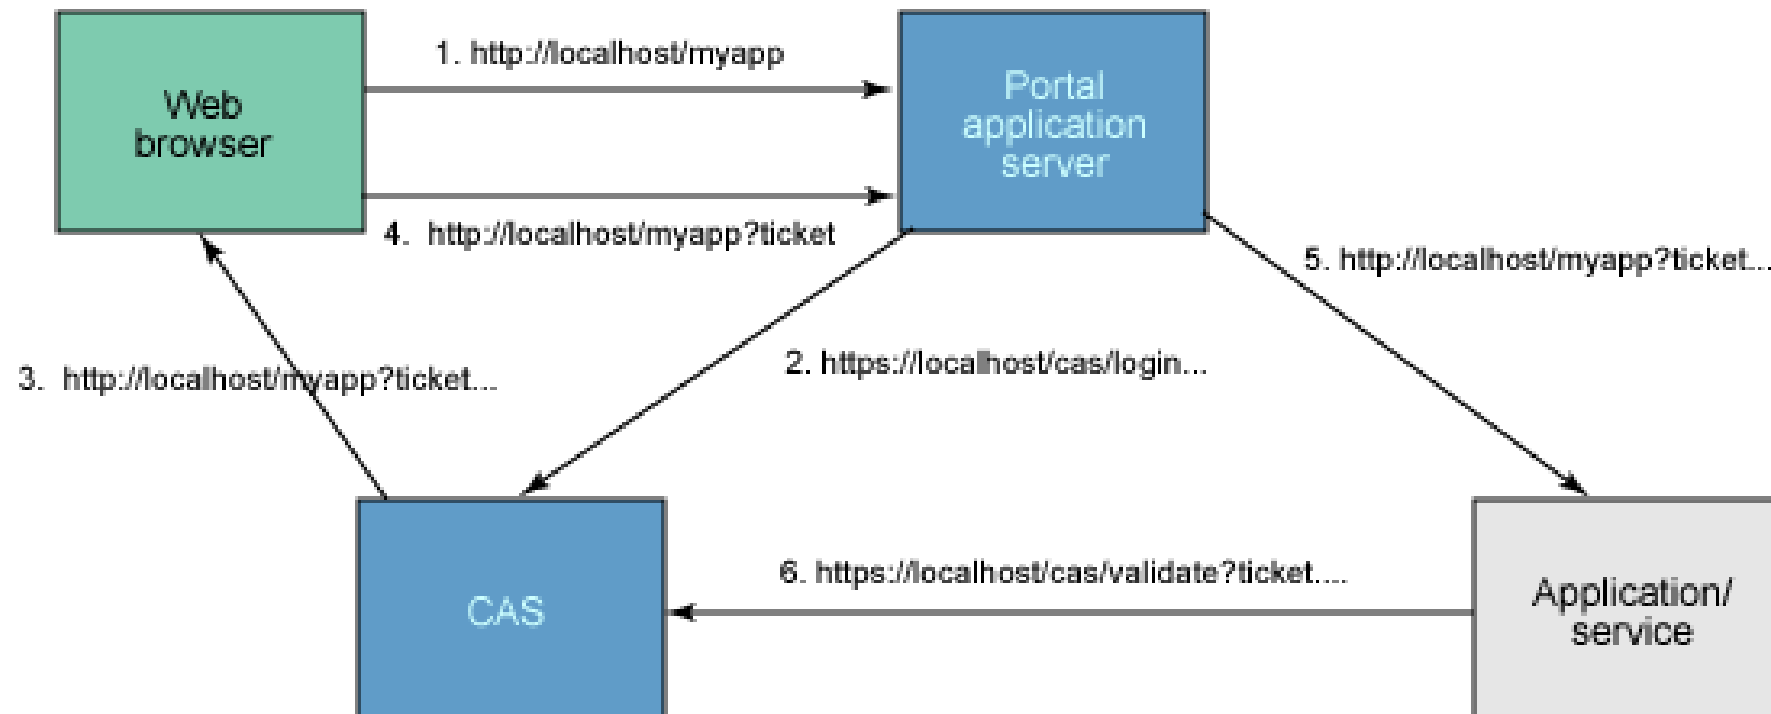 1. http://localhost/myapp
Web
browser
Portal
application
server
4. http://localhost/myapp?ticket
5. http://localhost/myapp?ticket...
2. https://localhost/cas/login...
3. http://localhost/myapp?ticket...
6. https://localhost/cas/validate?ticket....
CAS
Application/
service